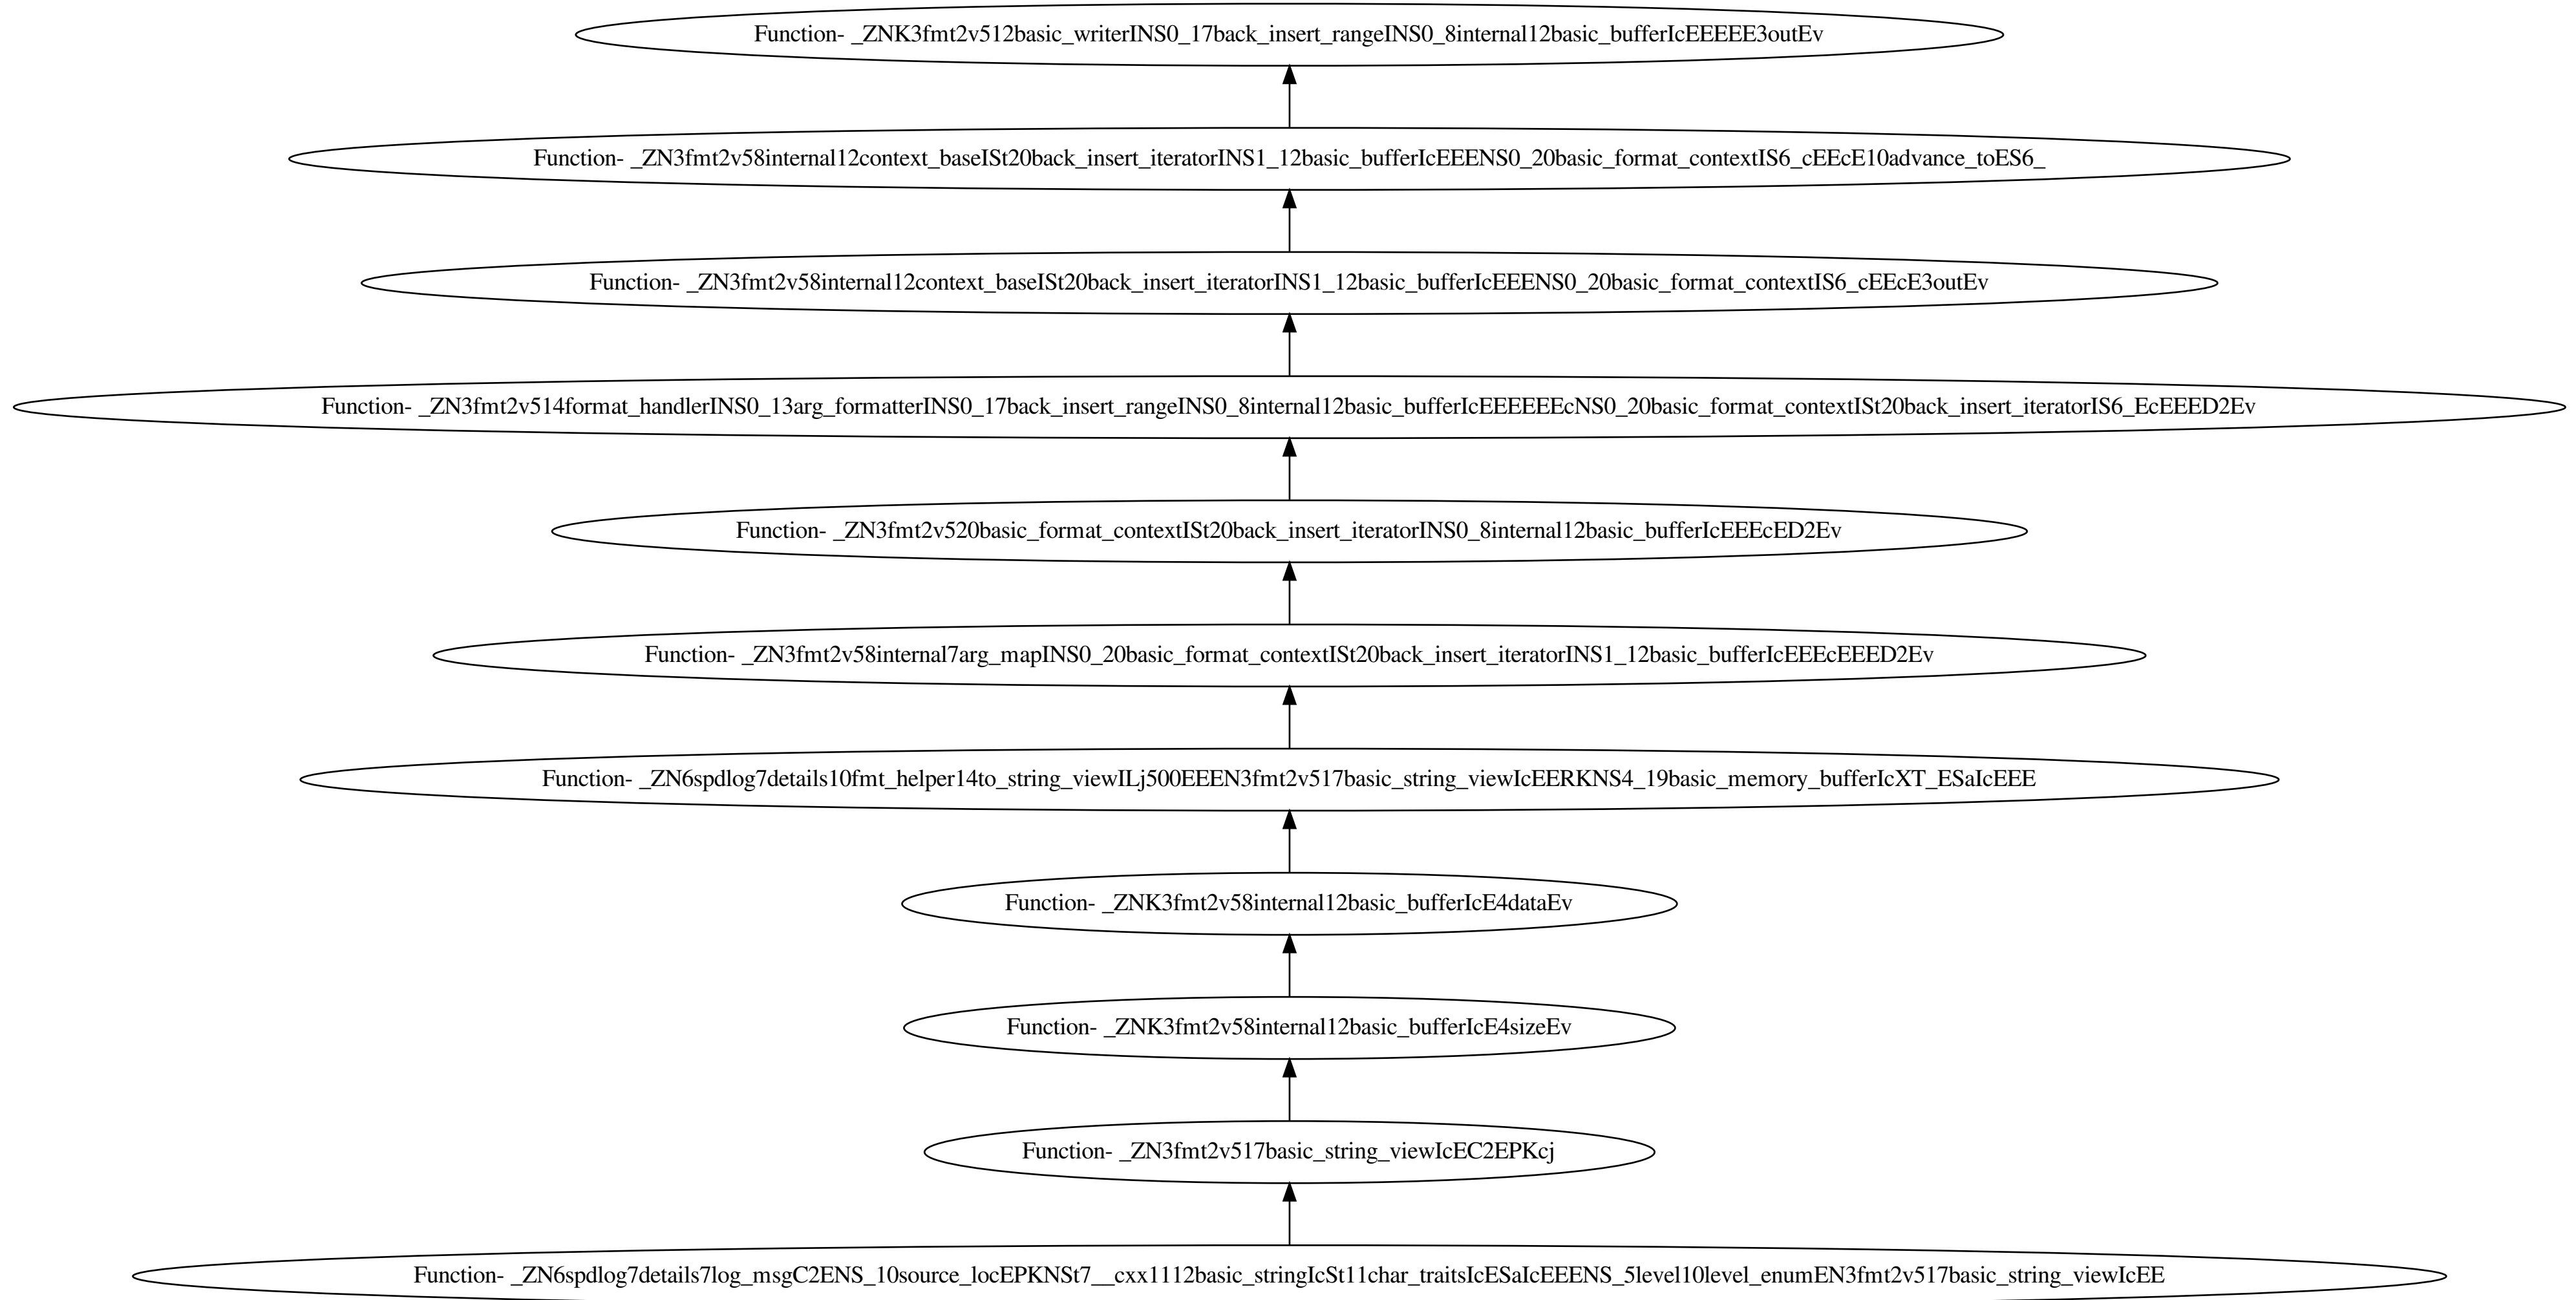 Function- _ZNK3fmt2v512basic_writerINS0_17back_insert_rangeINS0_8internal12basic_bufferIcEEEEE3outEv
Function- _ZN3fmt2v58internal12context_baseISt20back_insert_iteratorINS1_12basic_bufferIcEEENS0_20basic_format_contextIS6_cEEcE10advance_toES6_
Function- _ZN3fmt2v58internal12context_baseISt20back_insert_iteratorINS1_12basic_bufferIcEEENS0_20basic_format_contextIS6_cEEcE3outEv
Function- _ZN3fmt2v514format_handlerINS0_13arg_formatterINS0_17back_insert_rangeINS0_8internal12basic_bufferIcEEEEEEcNS0_20basic_format_contextISt20back_insert_iteratorIS6_EcEEED2Ev
Function- _ZN3fmt2v520basic_format_contextISt20back_insert_iteratorINS0_8internal12basic_bufferIcEEEcED2Ev
Function- _ZN3fmt2v58internal7arg_mapINS0_20basic_format_contextISt20back_insert_iteratorINS1_12basic_bufferIcEEEcEEED2Ev
Function- _ZN6spdlog7details10fmt_helper14to_string_viewILj500EEEN3fmt2v517basic_string_viewIcEERKNS4_19basic_memory_bufferIcXT_ESaIcEEE
Function- _ZNK3fmt2v58internal12basic_bufferIcE4dataEv
Function- _ZNK3fmt2v58internal12basic_bufferIcE4sizeEv
Function- _ZN3fmt2v517basic_string_viewIcEC2EPKcj
Function- _ZN6spdlog7details7log_msgC2ENS_10source_locEPKNSt7__cxx1112basic_stringIcSt11char_traitsIcESaIcEEENS_5level10level_enumEN3fmt2v517basic_string_viewIcEE